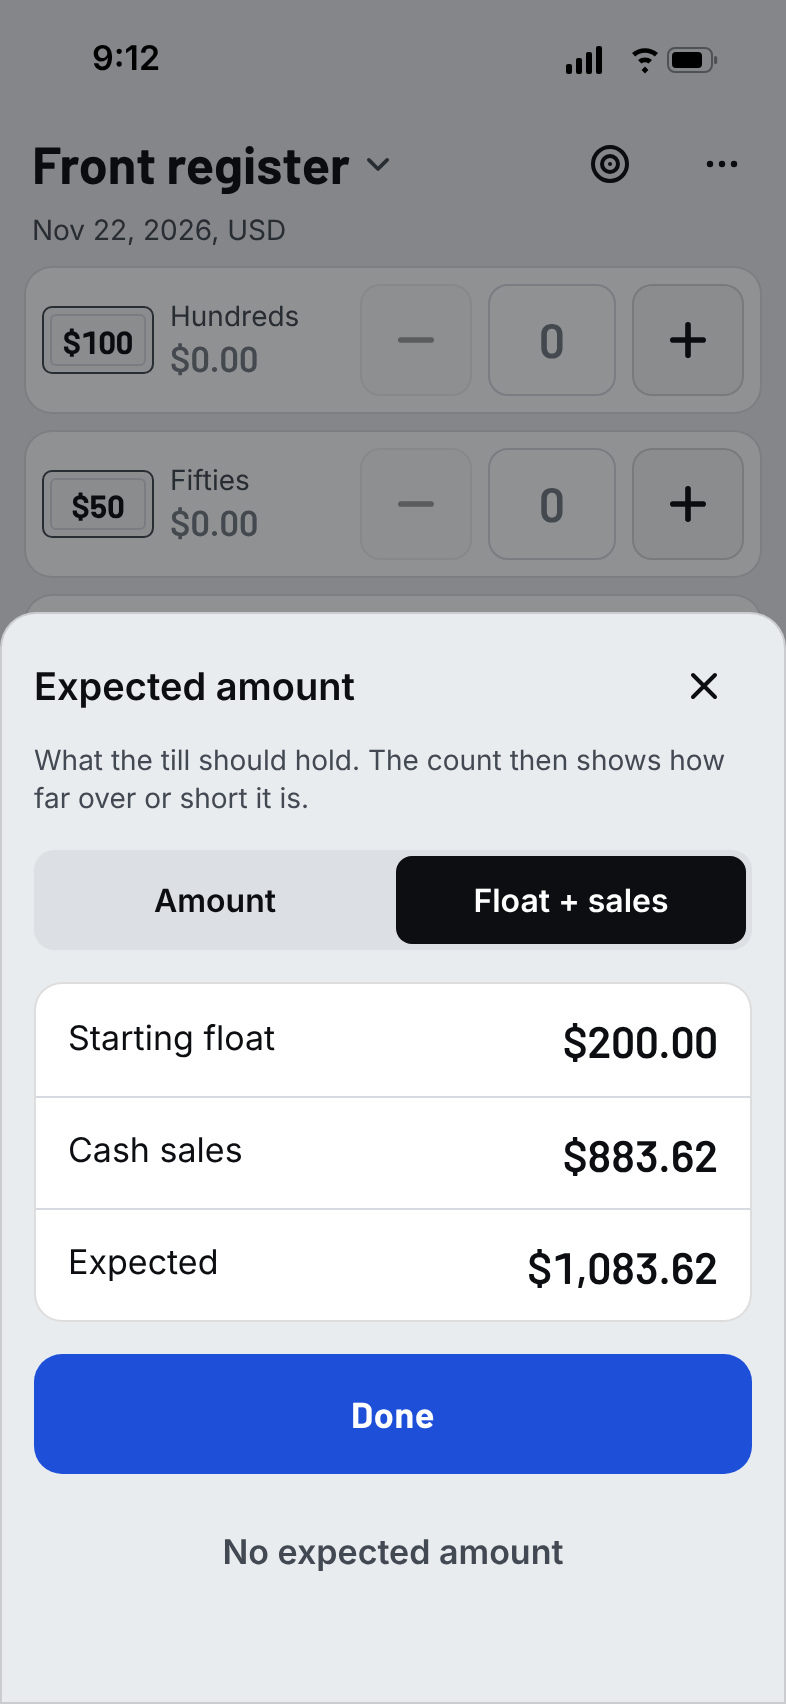 9:12
Front register
Nov 22, 2026, USD
$100
Hundreds
$0.00
0
$50
Fifties
$0.00
0
Expected amount
What the till should hold. The count then shows how
far over or short it is.
Amount
Float + sales
Starting float
$200.00
Cash sales
$883.62
Expected
$1,083.62
Done
No expected amount